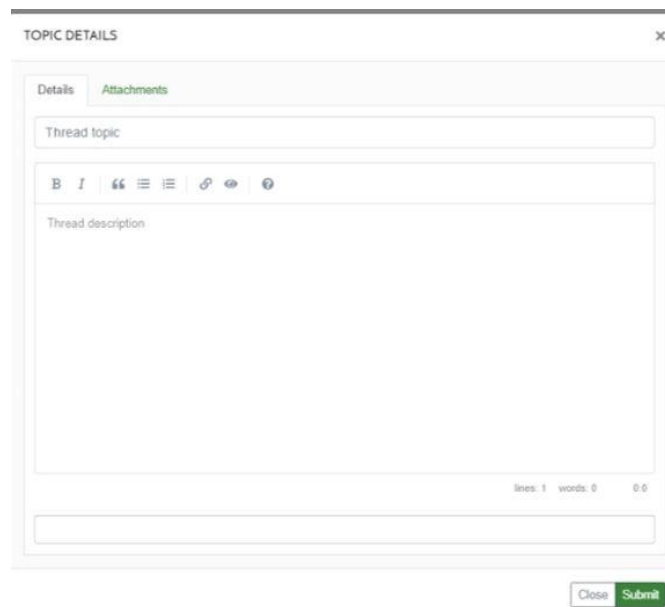 TOPIC DETAILS ×
Details Attachments
Thread topic
B I
Thread description
lines: 1 words: 0 0:0
Close Submit